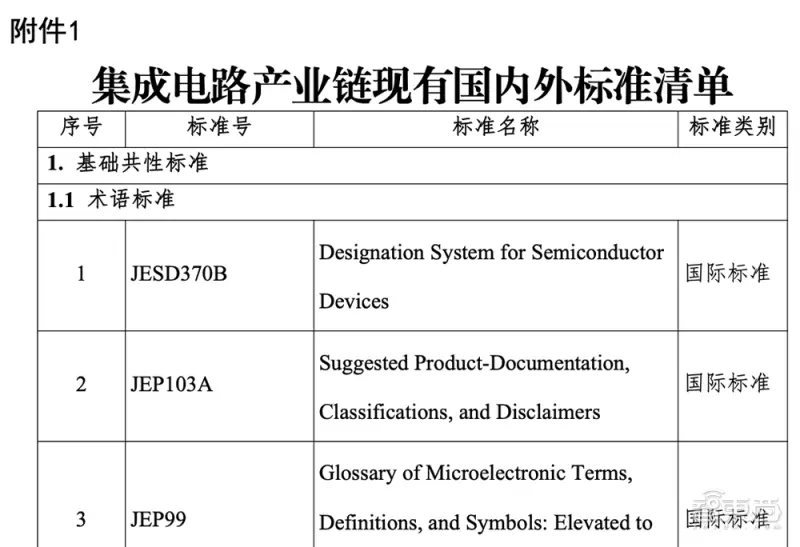 附件1
集成电路产业链现有国内外标准清单
序号 标准号 标准名称 标准类别
1. 基础共性标准
1.1 术语标准
1 JESD370B Designation System for Semiconductor Devices 国际标准
2 JEP103A Suggested Product-Documentation, Classifications, and Disclaimers 国际标准
3 JEP99 Glossary of Microelectronic Terms, Definitions, and Symbols: Elevated to 国际标准
智东西